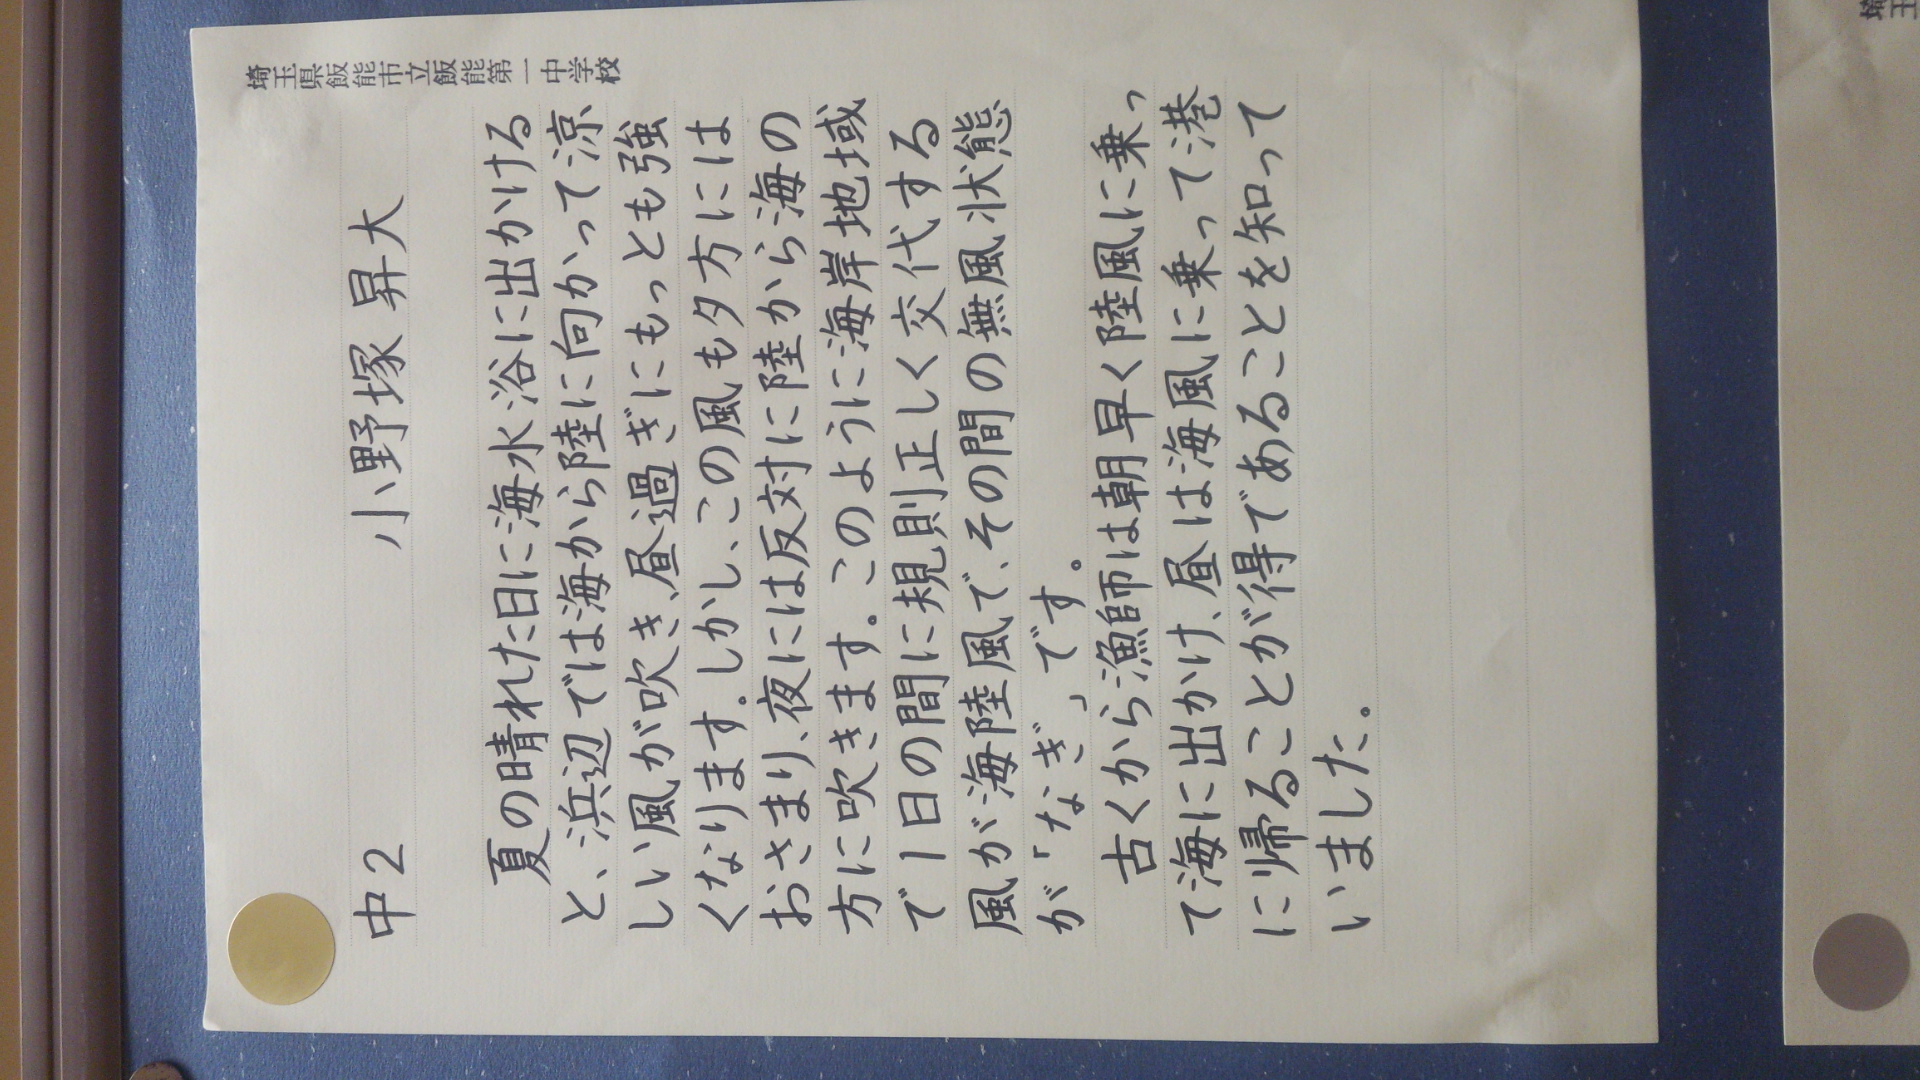 埼玉県飯能市立飯能第一中学校
中2 小野塚 昇大
夏の晴れた日に海水浴に出かける
と、浜辺では海から陸に向かって涼
しい風が吹き、昼過ぎにもっとも強
くなります。しかし、この風も夕方には
おさまり、夜には反対に陸から海の
方に吹きます。このように海岸地域
で1日の間に規則正しく交代する
風が海陸風で、その間の無風状態
が「なぎ」です。
古くから漁師は朝早く陸風に乗っ
て海に出かけ、昼は海風に乗って港
に帰ることが得であることを知って
いました。
埼
玉